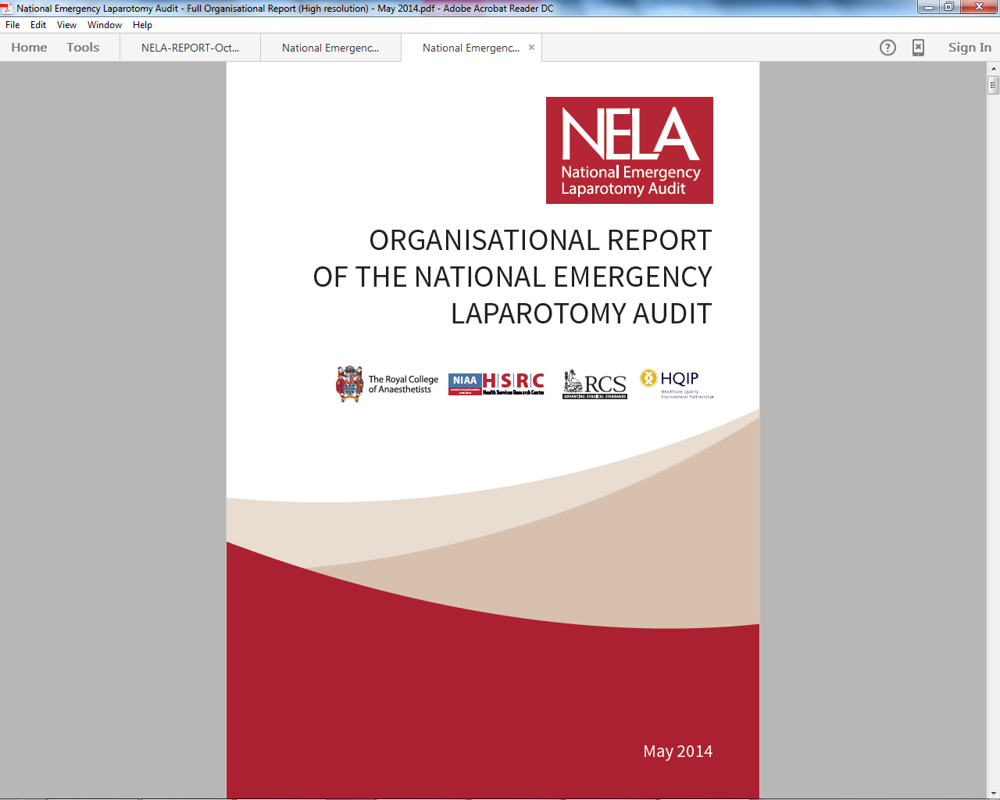 National Emergency Laparotomy Audit - Full Organisational Report (High resolution) - May 2014.pdf - Adobe Acrobat Reader DC
File Edit View Window Help
Home Tools NELA-REPORT-Oct... National Emergenc... National Emergenc... Sign In
NELA
National Emergency
Laparotomy Audit
ORGANISATIONAL REPORT
OF THE NATIONAL EMERGENCY
LAPAROTOMY AUDIT
The Royal College
of Anaesthetists
NIAA
HSRC
Health Services Research Centre
RCS
ADVANCING SURGICAL STANDARDS
HQIP
Healthcare Quality
Improvement Partnership
May 2014